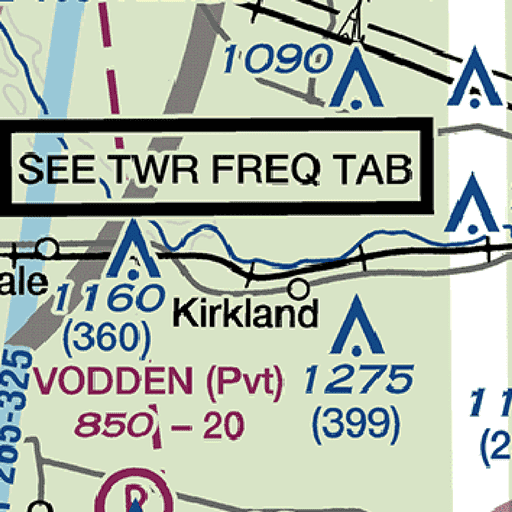 1090
SEE TWR FREQ TAB
ale
1160
(360)
Kirkland
VODDEN (Pvt)
850 – 20
1275
(399)
265-325
R